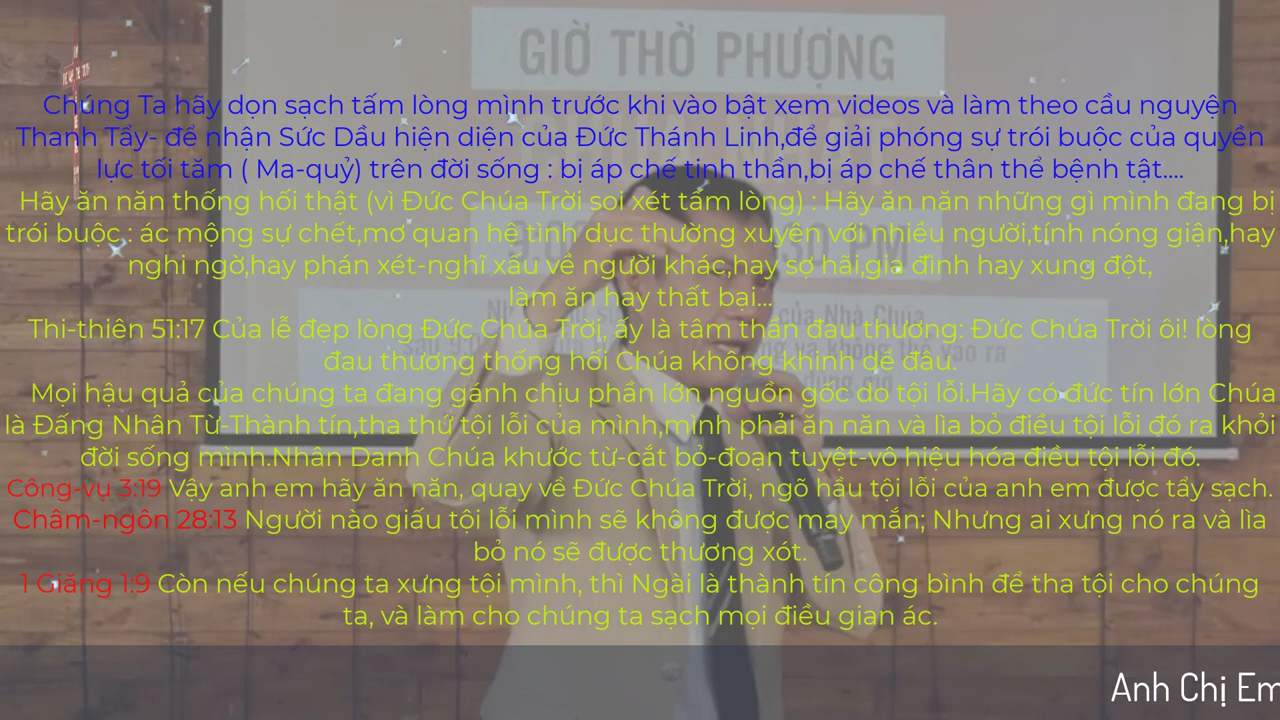 GIỜ THỜ PHƯỢNG
Chúng Ta hãy dọn sạch tấm lòng mình trước khi vào bật xem videos và làm theo cầu nguyện
Thanh Tẩy- để nhận Sức Dầu hiện diện của Đức Thánh Linh,để giải phóng sự trói buộc của quyền
lực tối tăm ( Ma-quỷ) trên đời sống : bị áp chế tinh thần,bị áp chế thân thể bệnh tật....
Hãy ăn năn thống hối thật (vì Đức Chúa Trời soi xét tấm lòng) : Hãy ăn năn những gì mình đang bị
trói buộc : ác mộng sự chết,mơ quan hệ tình dục thường xuyên với nhiều người,tính nóng giận,hay
nghi ngờ,hay phán xét-nghĩ xấu về người khác,hay sợ hãi,gia đình hay xung đột,
làm ăn hay thất bại...
của Nhà Chúa
Thi-thiên 51:17 Của lễ đẹp lòng Đức Chúa Trời, ấy là tâm thần đau thương: Đức Chúa Trời ôi! lòng
đau thương thống hối Chúa không khinh dể đâu.
Mọi hậu quả của chúng ta đang gánh chịu phần lớn nguồn gốc do tội lỗi.Hãy có đức tín lớn Chúa
là Đấng Nhân Từ-Thành tín,tha thứ tội lỗi của mình,mình phải ăn năn và lìa bỏ điều tội lỗi đó ra khỏi
đời sống mình.Nhân Danh Chúa khước từ-cắt bỏ-đoạn tuyệt-vô hiệu hóa điều tội lỗi đó.
Công-vụ 3:19 Vậy anh em hãy ăn năn, quay về Đức Chúa Trời, ngõ hầu tội lỗi của anh em được tẩy sạch.
Châm-ngôn 28:13 Người nào giấu tội lỗi mình sẽ không được may mắn; Nhưng ai xưng nó ra và lìa
bỏ nó sẽ được thương xót.
1 Giăng 1:9 Còn nếu chúng ta xưng tội mình, thì Ngài là thành tín công bình để tha tội cho chúng
ta, và làm cho chúng ta sạch mọi điều gian ác.
Anh Chị Em